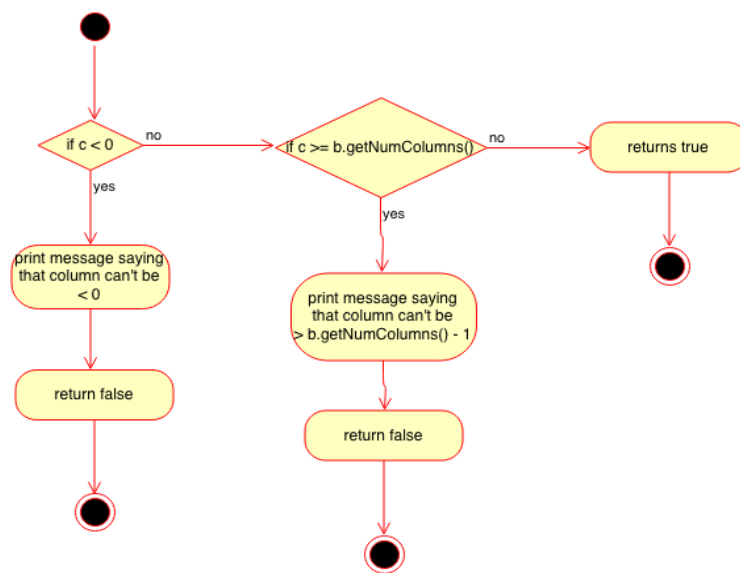 if c < 0
no
if c >= b.getNumColumns()
no
returns true
yes
print message saying
that column can't be
< 0
yes
print message saying
that column can't be
> b.getNumColumns() - 1
return false
return false